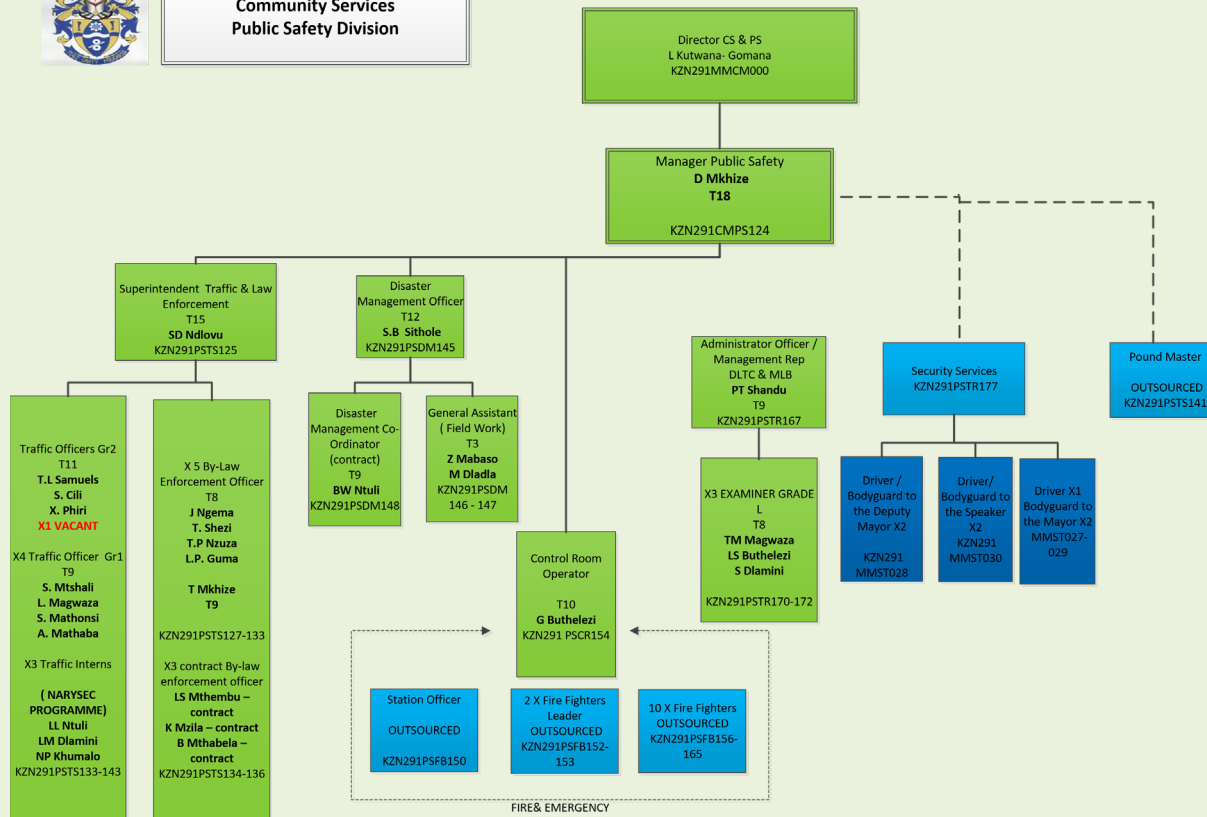 Community Services
Public Safety Division
Director CS & PS
L Kutwana- Gomana
KZN291MMCM000
Manager Public Safety
D Mkhize
T18
KZN291CMPS124
Superintendent Traffic & Law
Enforcement
T15
SD Ndlovu
KZN291PSTS125
Disaster
Management Officer
T12
S.B Sithole
KZN291PSDM145
Administrator Officer /
Management Rep
DLTC & MLB
PT Shandu
T9
KZN291PSTR167
Security Services
KZN291PSTR177
Pound Master
OUTSOURCED
KZN291PSTS141
Traffic Officers Gr2
T11
T.L Samuels
S. Cili
X. Phiri
X1 VACANT
X4 Traffic Officer Gr1
T9
S. Mtshali
L. Magwaza
S. Mathonsi
A. Mathaba
X3 Traffic Interns
( NARYSEC
PROGRAMME)
LL Ntuli
LM Dlamini
NP Khumalo
KZN291PSTS133-143
X 5 By-Law
Enforcement Officer
T8
J Ngema
T. Shezi
T.P Nzuza
L.P. Guma
T Mkhize
T9
KZN291PSTS127-133
X3 contract By-law
enforcement officer
LS Mthembu –
contract
K Mzila – contract
B Mthabela –
contract
KZN291PSTS134-136
Disaster
Management Co-
Ordinator
(contract)
T9
BW Ntuli
KZN291PSDM148
General Assistant
( Field Work)
T3
Z Mabaso
M Dladla
KZN291PSDM
146 - 147
Control Room
Operator
T10
G Buthelezi
KZN291 PSCR154
X3 EXAMINER GRADE
L
T8
TM Magwaza
LS Buthelezi
S Dlamini
KZN291PSTR170-172
Driver /
Bodyguard to
the Deputy
Mayor X2
KZN291
MMST028
Driver/
Bodyguard to
the Speaker
X2
KZN291
MMST030
Driver X1
Bodyguard to
the Mayor X2
MMST027-
029
Station Officer
OUTSOURCED
KZN291PSFB150
2 X Fire Fighters
Leader
OUTSOURCED
KZN291PSFB152-
153
10 X Fire Fighters
OUTSOURCED
KZN291PSFB156-
165
FIRE& EMERGENCY